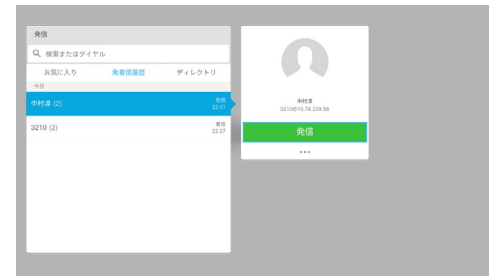 発信
検索またはダイヤル
お気に入り 発着信履歴 ディレクトリ
今日
中村淳 (2)
発信
22:41
3210 (2)
着信
22:27
中村淳
2210@10.78.220.56
発信
...